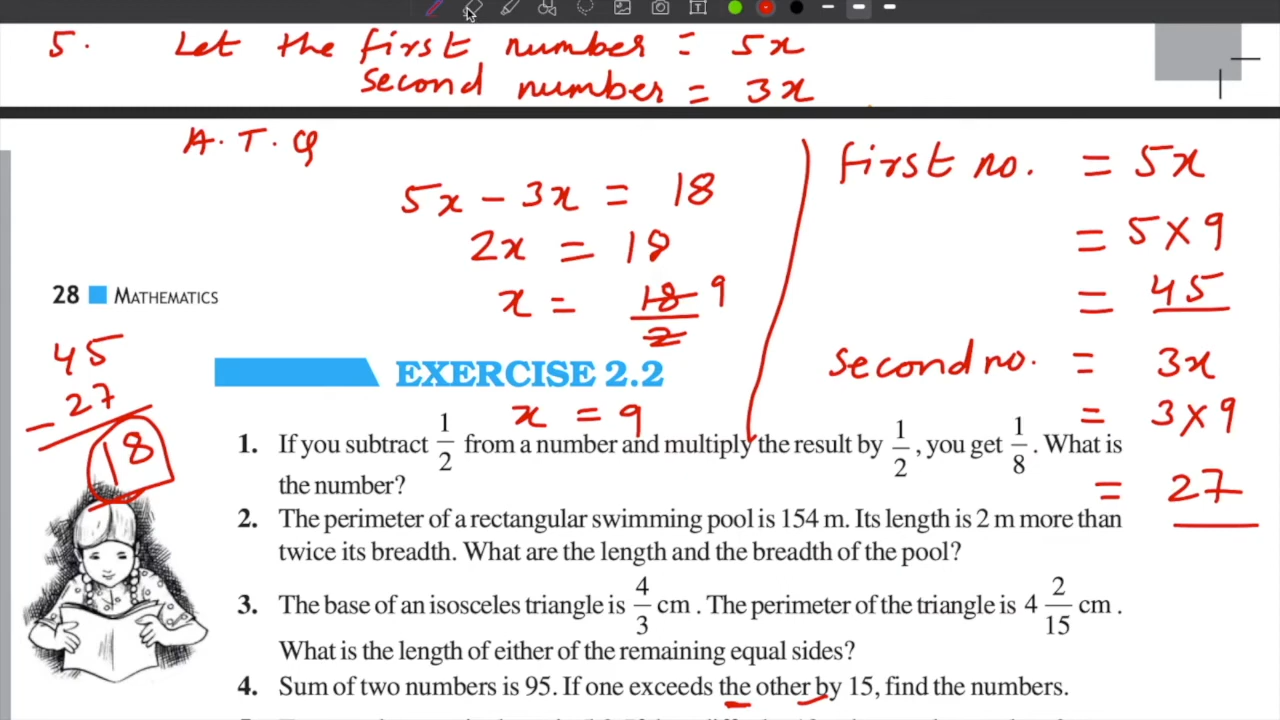 5. Let the first number = 5x
second number = 3x
A.T.Q
5x - 3x = 18
2x = 18
x = 18/2 9
x = 9
first no. = 5x
= 5 × 9
= 45
second no. = 3x
= 3 × 9
= 27
45
- 27
18
28 MATHEMATICS
EXERCISE 2.2
1. If you subtract 1/2 from a number and multiply the result by 1/2, you get 1/8. What is
the number?
2. The perimeter of a rectangular swimming pool is 154 m. Its length is 2 m more than
twice its breadth. What are the length and the breadth of the pool?
3. The base of an isosceles triangle is 4/3 cm. The perimeter of the triangle is 4 2/15 cm.
What is the length of either of the remaining equal sides?
4. Sum of two numbers is 95. If one exceeds the other by 15, find the numbers.